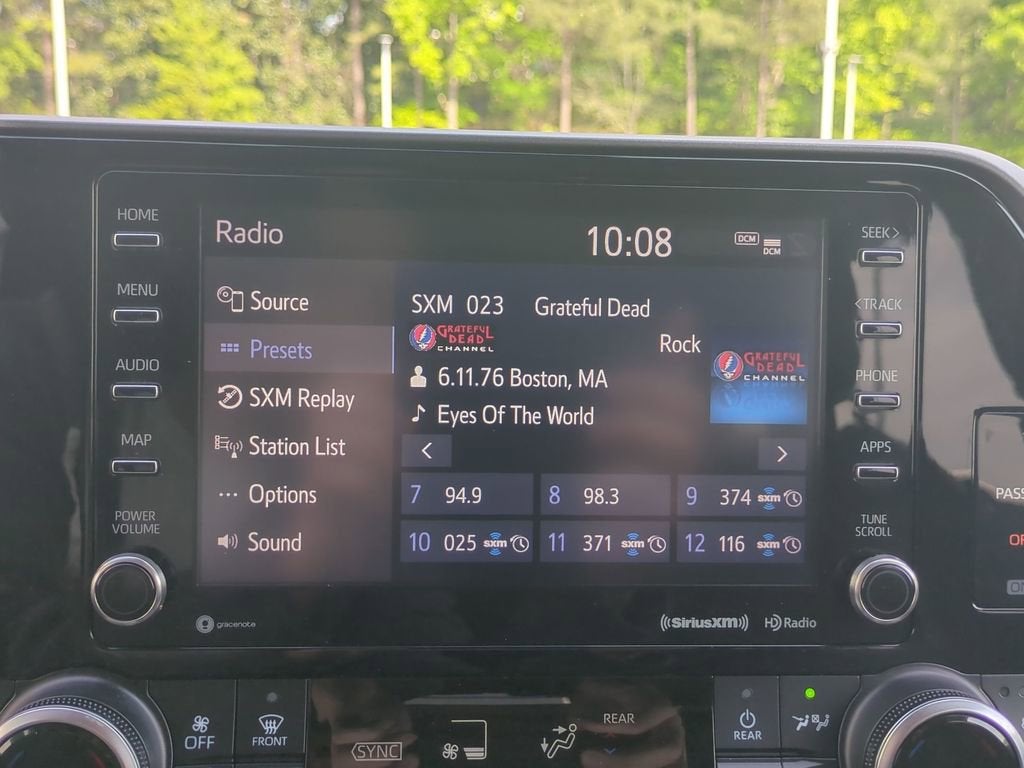 HOME
MENU
AUDIO
MAP
POWER
VOLUME
Radio
10:08
DCM
DCM
Source
Presets
SXM Replay
Station List
Options
Sound
SXM 023 Grateful Dead
GRATEFUL
DEAD
CHANNEL
Rock
GRATEFUL
DEAD
CHANNEL
6.11.76 Boston, MA
Eyes Of The World
<
>
7 94.9
8 98.3
9 374 sxm
10 025 sxm
11 371 sxm
12 116 sxm
SEEK>
<TRACK
PHONE
APPS
TUNE
SCROLL
gracenote
((SiriusXM))
HD Radio
PASS
OFF
FRONT
SYNC
REAR
REAR